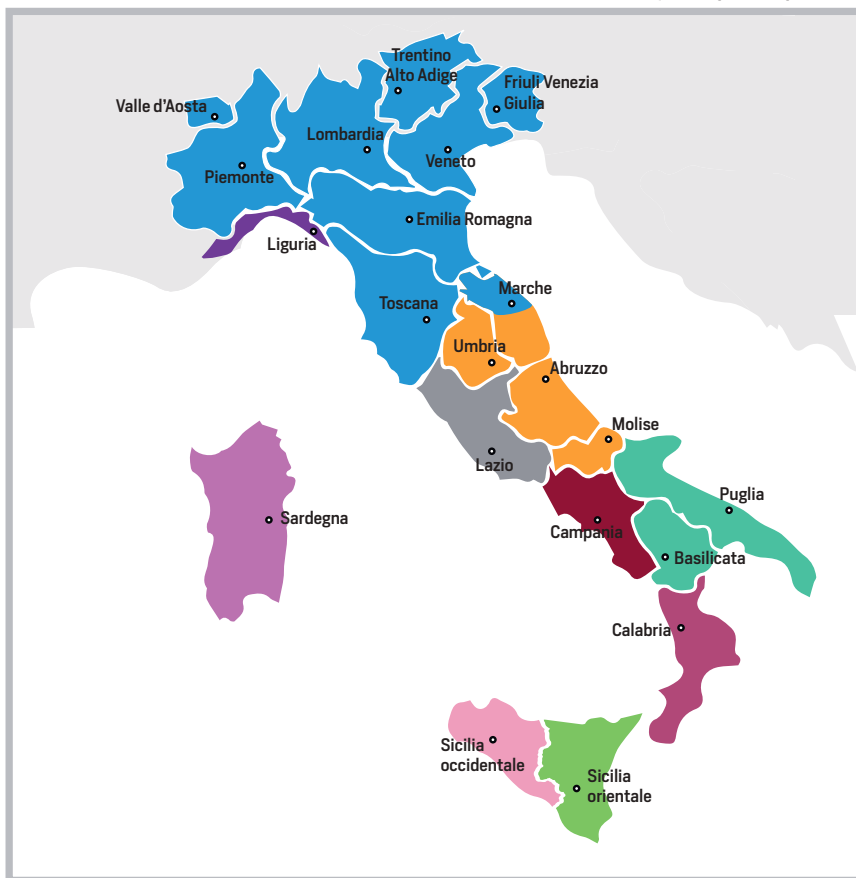 Trentino
Alto Adige
Friuli Venezia
Giulia
Valle d'Aosta
Lombardia
Veneto
Piemonte
Emilia Romagna
Liguria
Marche
Toscana
Umbria
Abruzzo
Molise
Lazio
Puglia
Sardegna
Campania
Basilicata
Calabria
Sicilia
occidentale
Sicilia
orientale